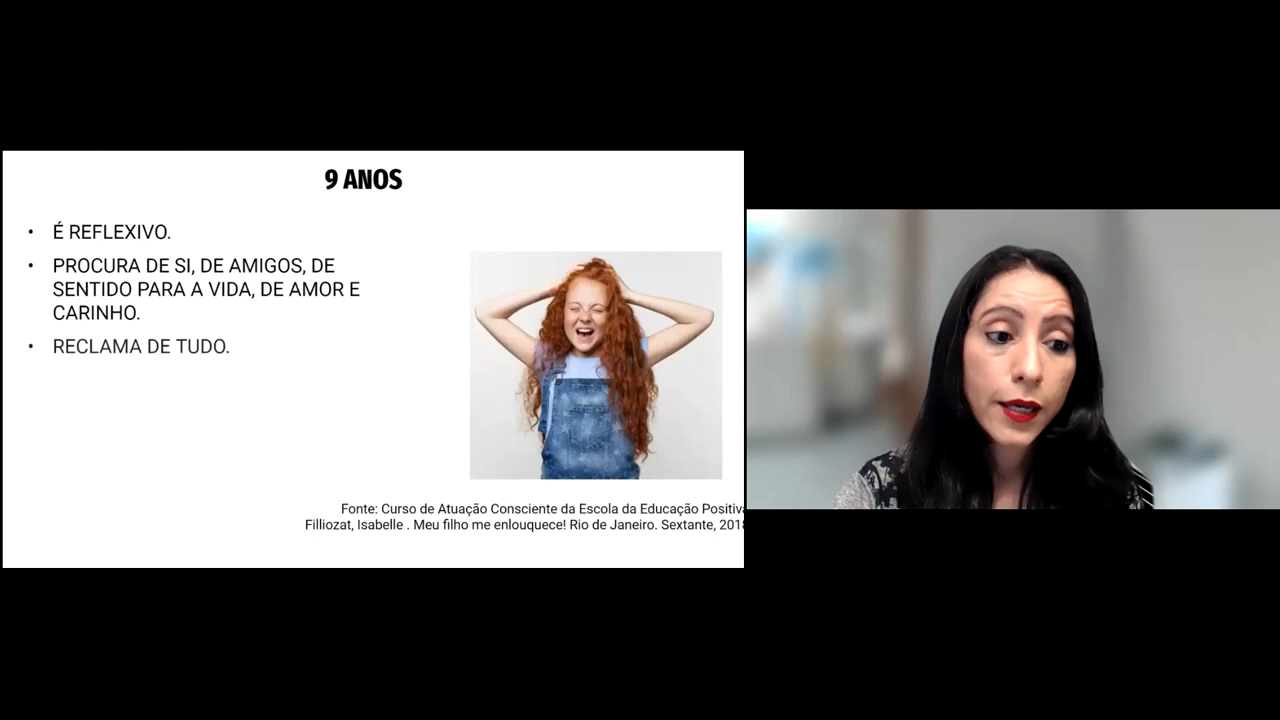 9 ANOS
• É REFLEXIVO.
• PROCURA DE SI, DE AMIGOS, DE
SENTIDO PARA A VIDA, DE AMOR E
CARINHO.
• RECLAMA DE TUDO.
Fonte: Curso de Atuação Consciente da Escola da Educação Positiva
Filliozat, Isabelle . Meu filho me enlouquece! Rio de Janeiro. Sextante, 2018